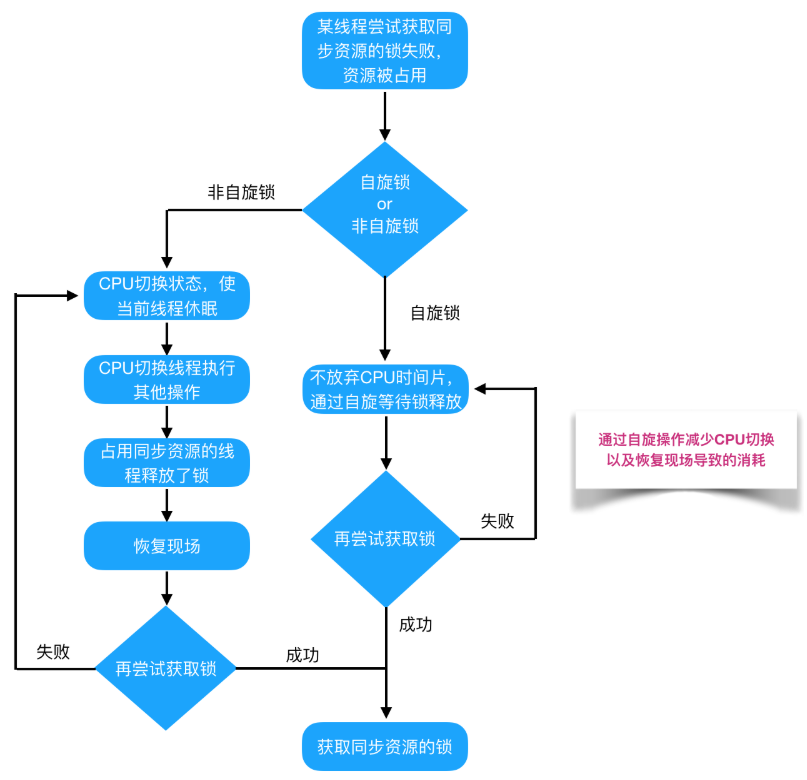 某线程尝试获取同
步资源的锁失败，
资源被占用
自旋锁
or
非自旋锁
非自旋锁
自旋锁
CPU切换状态，使
当前线程休眠
CPU切换线程执行
其他操作
占用同步资源的线
程释放了锁
恢复现场
再尝试获取锁
失败
成功
不放弃CPU时间片，
通过自旋等待锁释放
再尝试获取锁
失败
成功
获取同步资源的锁
通过自旋操作减少CPU切换
以及恢复现场导致的消耗